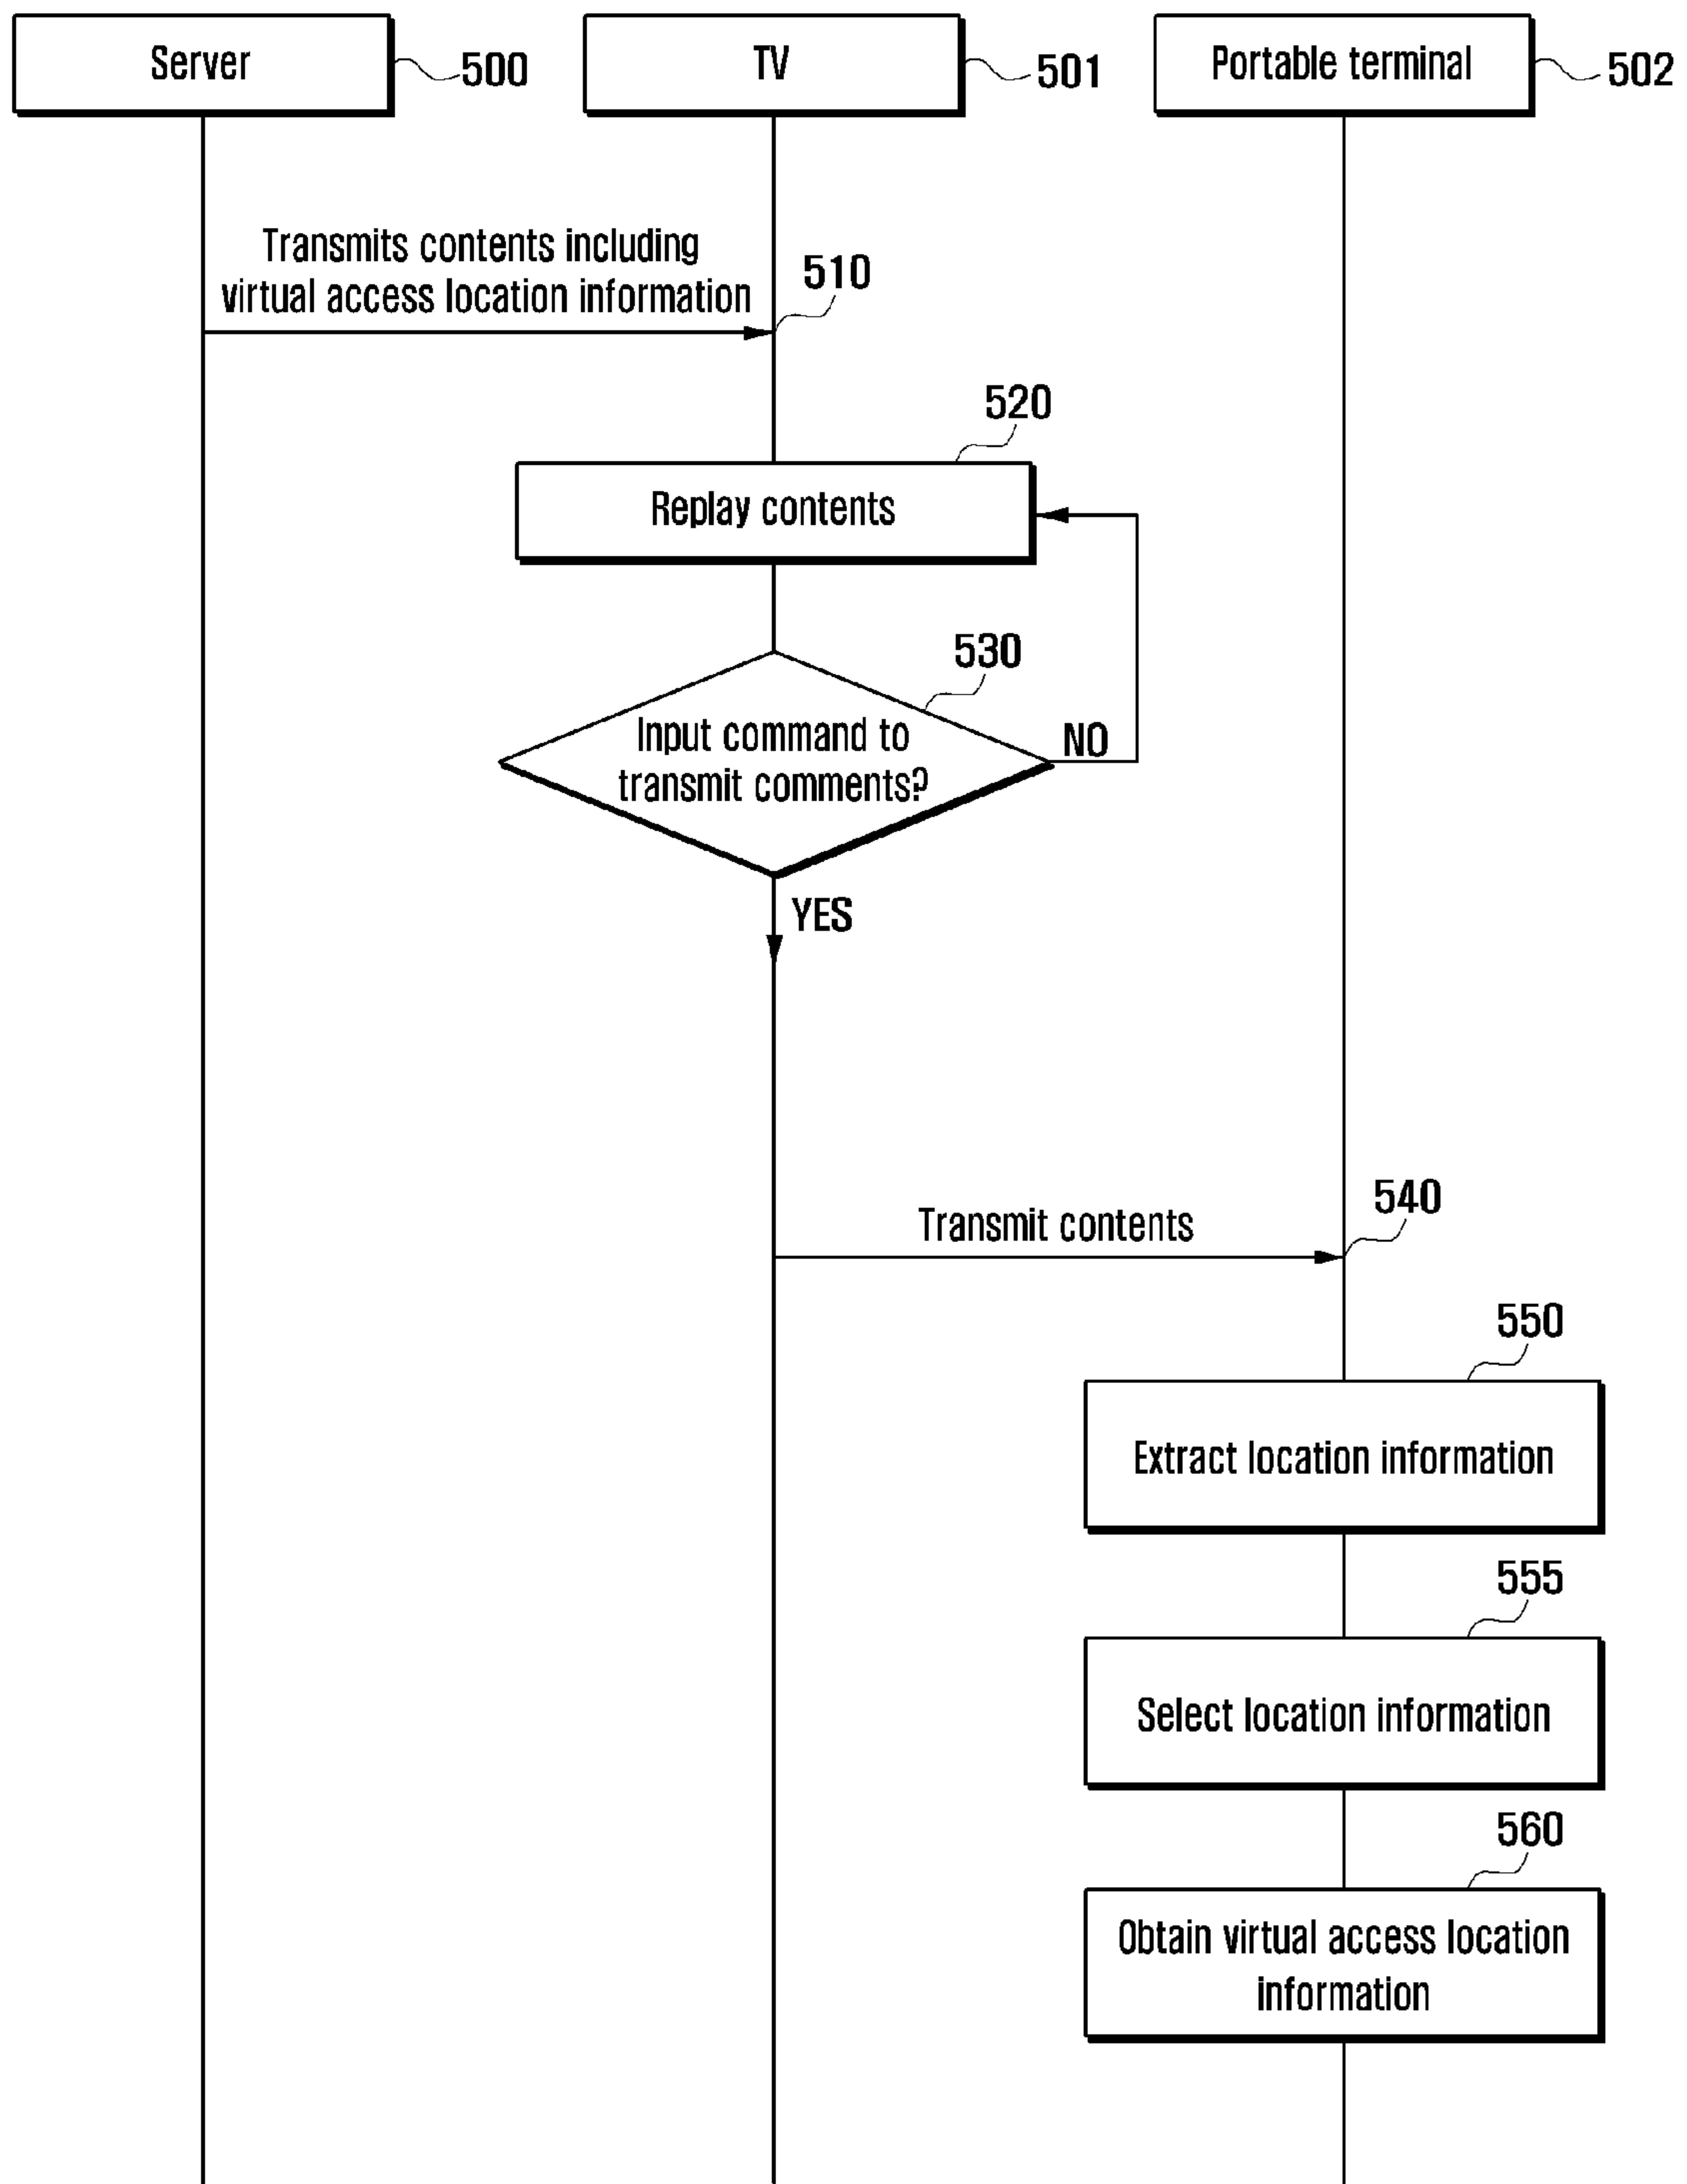 Server
500
TV
501
Portable terminal
502
Transmits contents including
virtual access location information
510
520
Replay contents
530
Input command to
transmit comments?
NO
YES
540
Transmit contents
550
Extract location information
555
Select location information
560
Obtain virtual access location
information